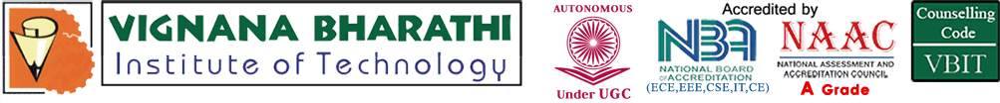 VIGNANA BHARATHI
Institute of Technology
AUTONOMOUS
Under UGC
Accredited by
NBA
NATIONAL BOARD
of ACCREDITATION
(ECE,EEE,CSE,IT,CE)
NAAC
NATIONAL ASSESSMENT AND
ACCREDITATION COUNCIL
A Grade
Counselling
Code
VBIT